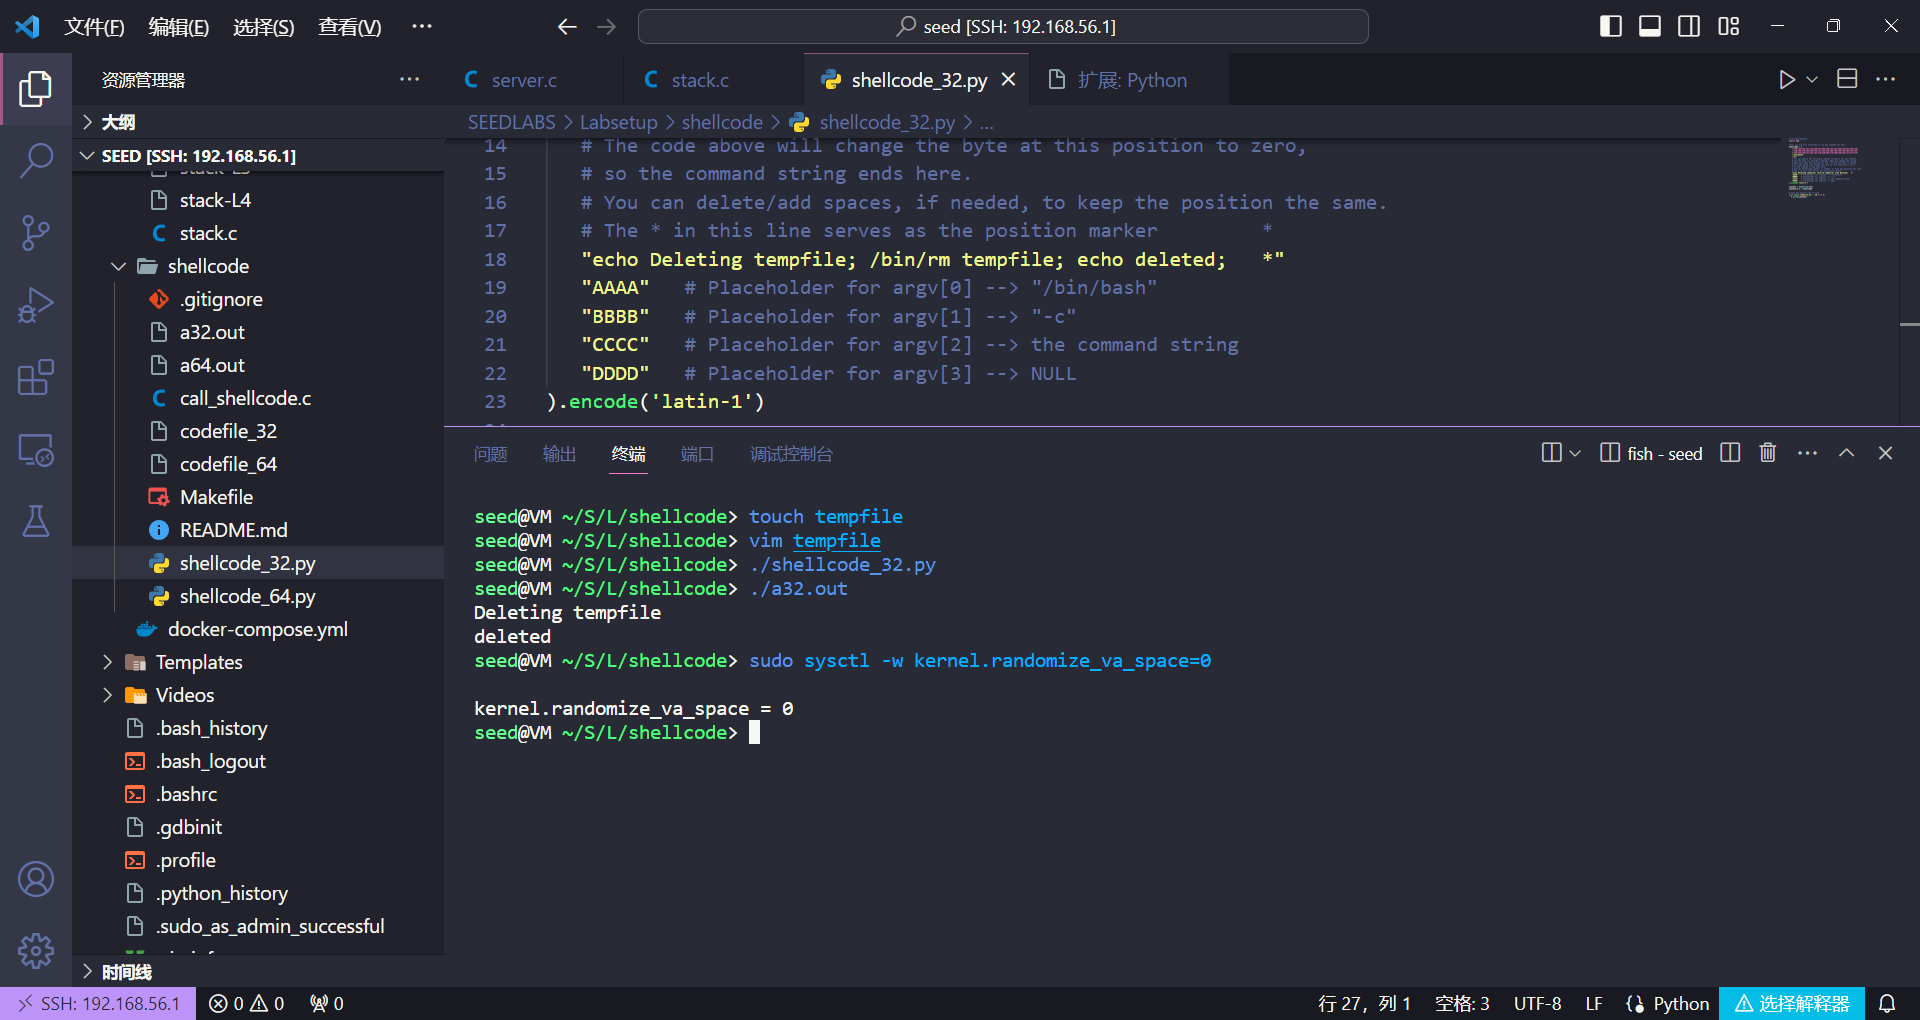 文件(F) 编辑(E) 选择(S) 查看(V) ··· seed [SSH: 192.168.56.1]
资源管理器 ···
大纲
SEED [SSH: 192.168.56.1]
stack-L4
stack.c
shellcode
.gitignore
a32.out
a64.out
call_shellcode.c
codefile_32
codefile_64
Makefile
README.md
shellcode_32.py
shellcode_64.py
docker-compose.yml
Templates
Videos
.bash_history
.bash_logout
.bashrc
.gdbinit
.profile
.python_history
.sudo_as_admin_successful
时间线
server.c stack.c shellcode_32.py 扩展: Python
SEEDLABS > Labsetup > shellcode > shellcode_32.py > ...
14 # The code above will change the byte at this position to zero,
15 # so the command string ends here.
16 # You can delete/add spaces, if needed, to keep the position the same.
17 # The * in this line serves as the position marker         *
18 "echo Deleting tempfile; /bin/rm tempfile; echo deleted;   *"
19 "AAAA"   # Placeholder for argv[0] --> "/bin/bash"
20 "BBBB"   # Placeholder for argv[1] --> "-c"
21 "CCCC"   # Placeholder for argv[2] --> the command string
22 "DDDD"   # Placeholder for argv[3] --> NULL
23 ).encode('latin-1')
问题 输出 终端 端口 调试控制台 fish - seed ···
seed@VM ~/S/L/shellcode> touch tempfile
seed@VM ~/S/L/shellcode> vim tempfile
seed@VM ~/S/L/shellcode> ./shellcode_32.py
seed@VM ~/S/L/shellcode> ./a32.out
Deleting tempfile
deleted
seed@VM ~/S/L/shellcode> sudo sysctl -w kernel.randomize_va_space=0
kernel.randomize_va_space = 0
seed@VM ~/S/L/shellcode>
SSH: 192.168.56.1 0 0 0 行 27，列 1 空格: 3 UTF-8 LF Python 选择解释器